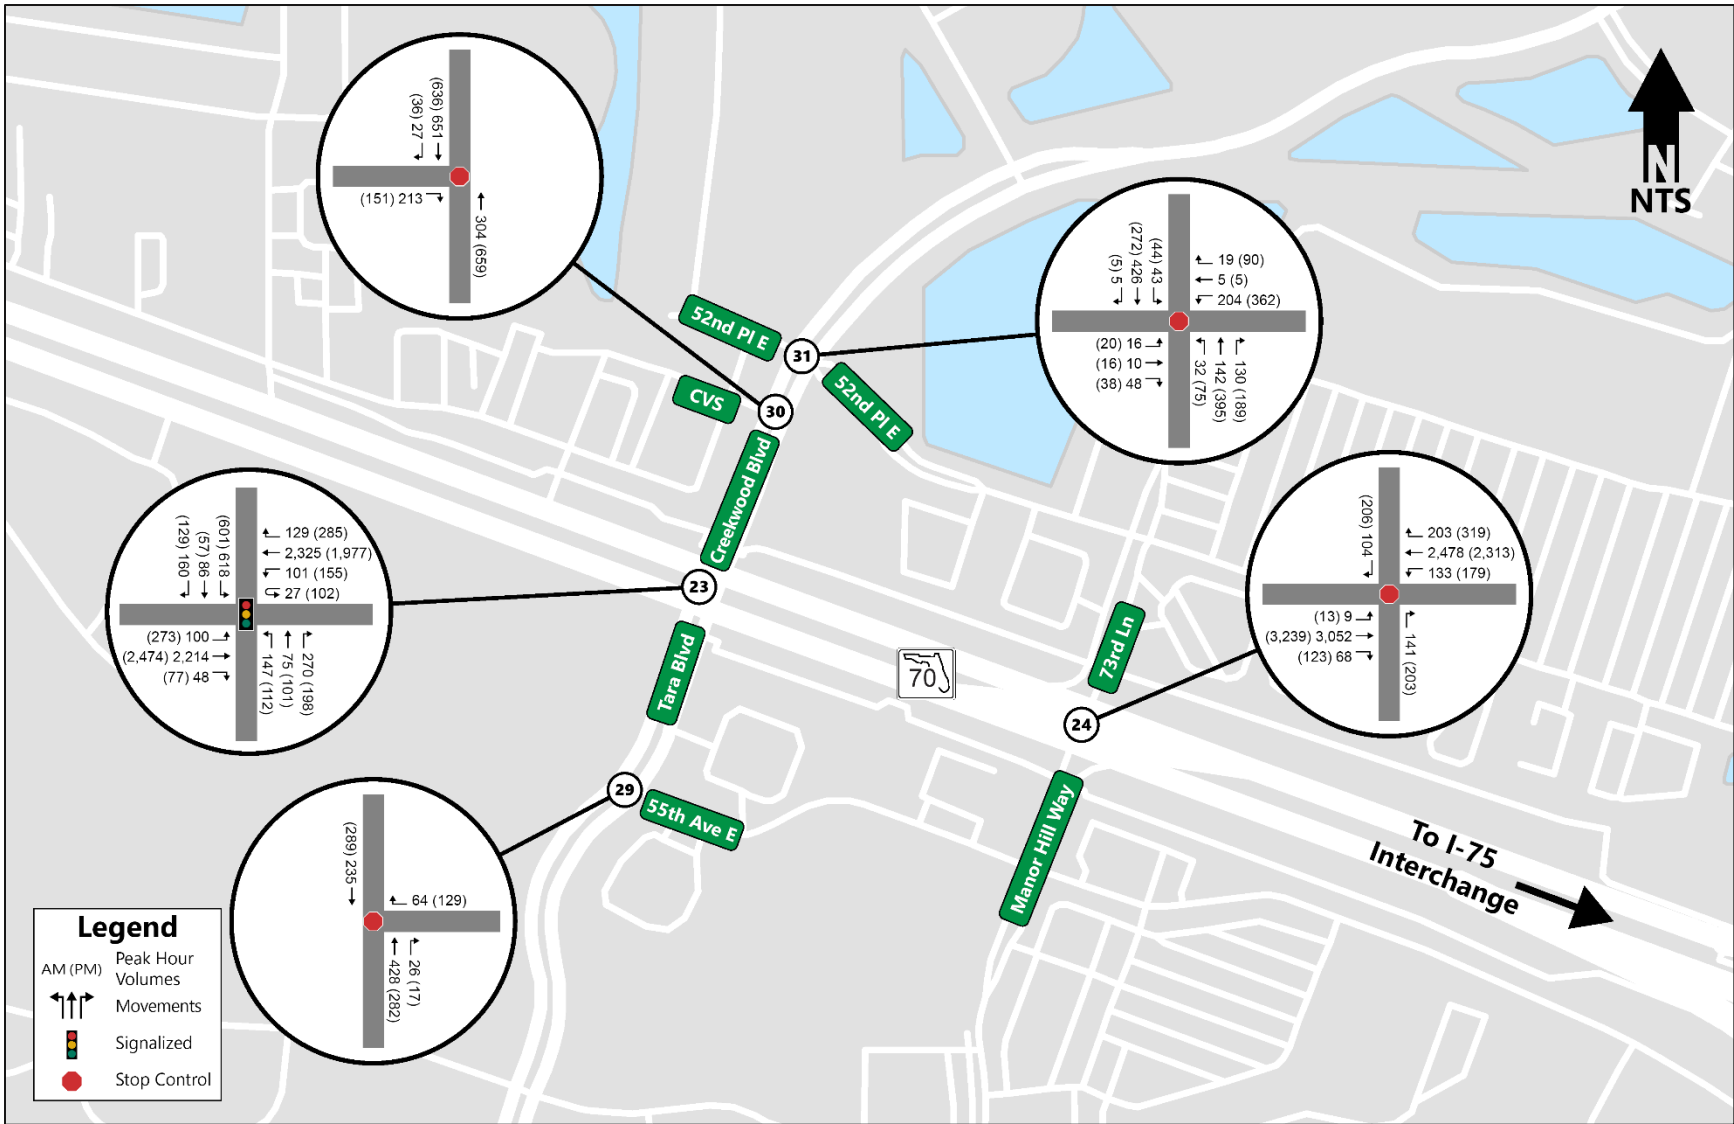 (636) 651
(36) 27
(151) 213
304 (659)
N
NTS
(44) 43
(272) 426
(5) 5
19 (90)
5 (5)
204 (362)
(20) 16
(16) 10
(38) 48
32 (75)
142 (395)
130 (189)
52nd Pl E
31
52nd Pl E
CVS
30
Creekwood Blvd
(601) 618
(57) 86
(129) 160
129 (285)
2,325 (1,977)
101 (155)
27 (102)
(273) 100
(2,474) 2,214
(77) 48
147 (112)
75 (101)
270 (198)
23
Tara Blvd
70
73rd Ln
24
(206) 104
203 (319)
2,478 (2,313)
133 (179)
(13) 9
(3,239) 3,052
(123) 68
141 (203)
29
55th Ave E
Manor Hill Way
To I-75
Interchange
(289) 235
64 (129)
428 (282)
26 (17)
Legend
AM (PM) Peak Hour
Volumes
Movements
Signalized
Stop Control